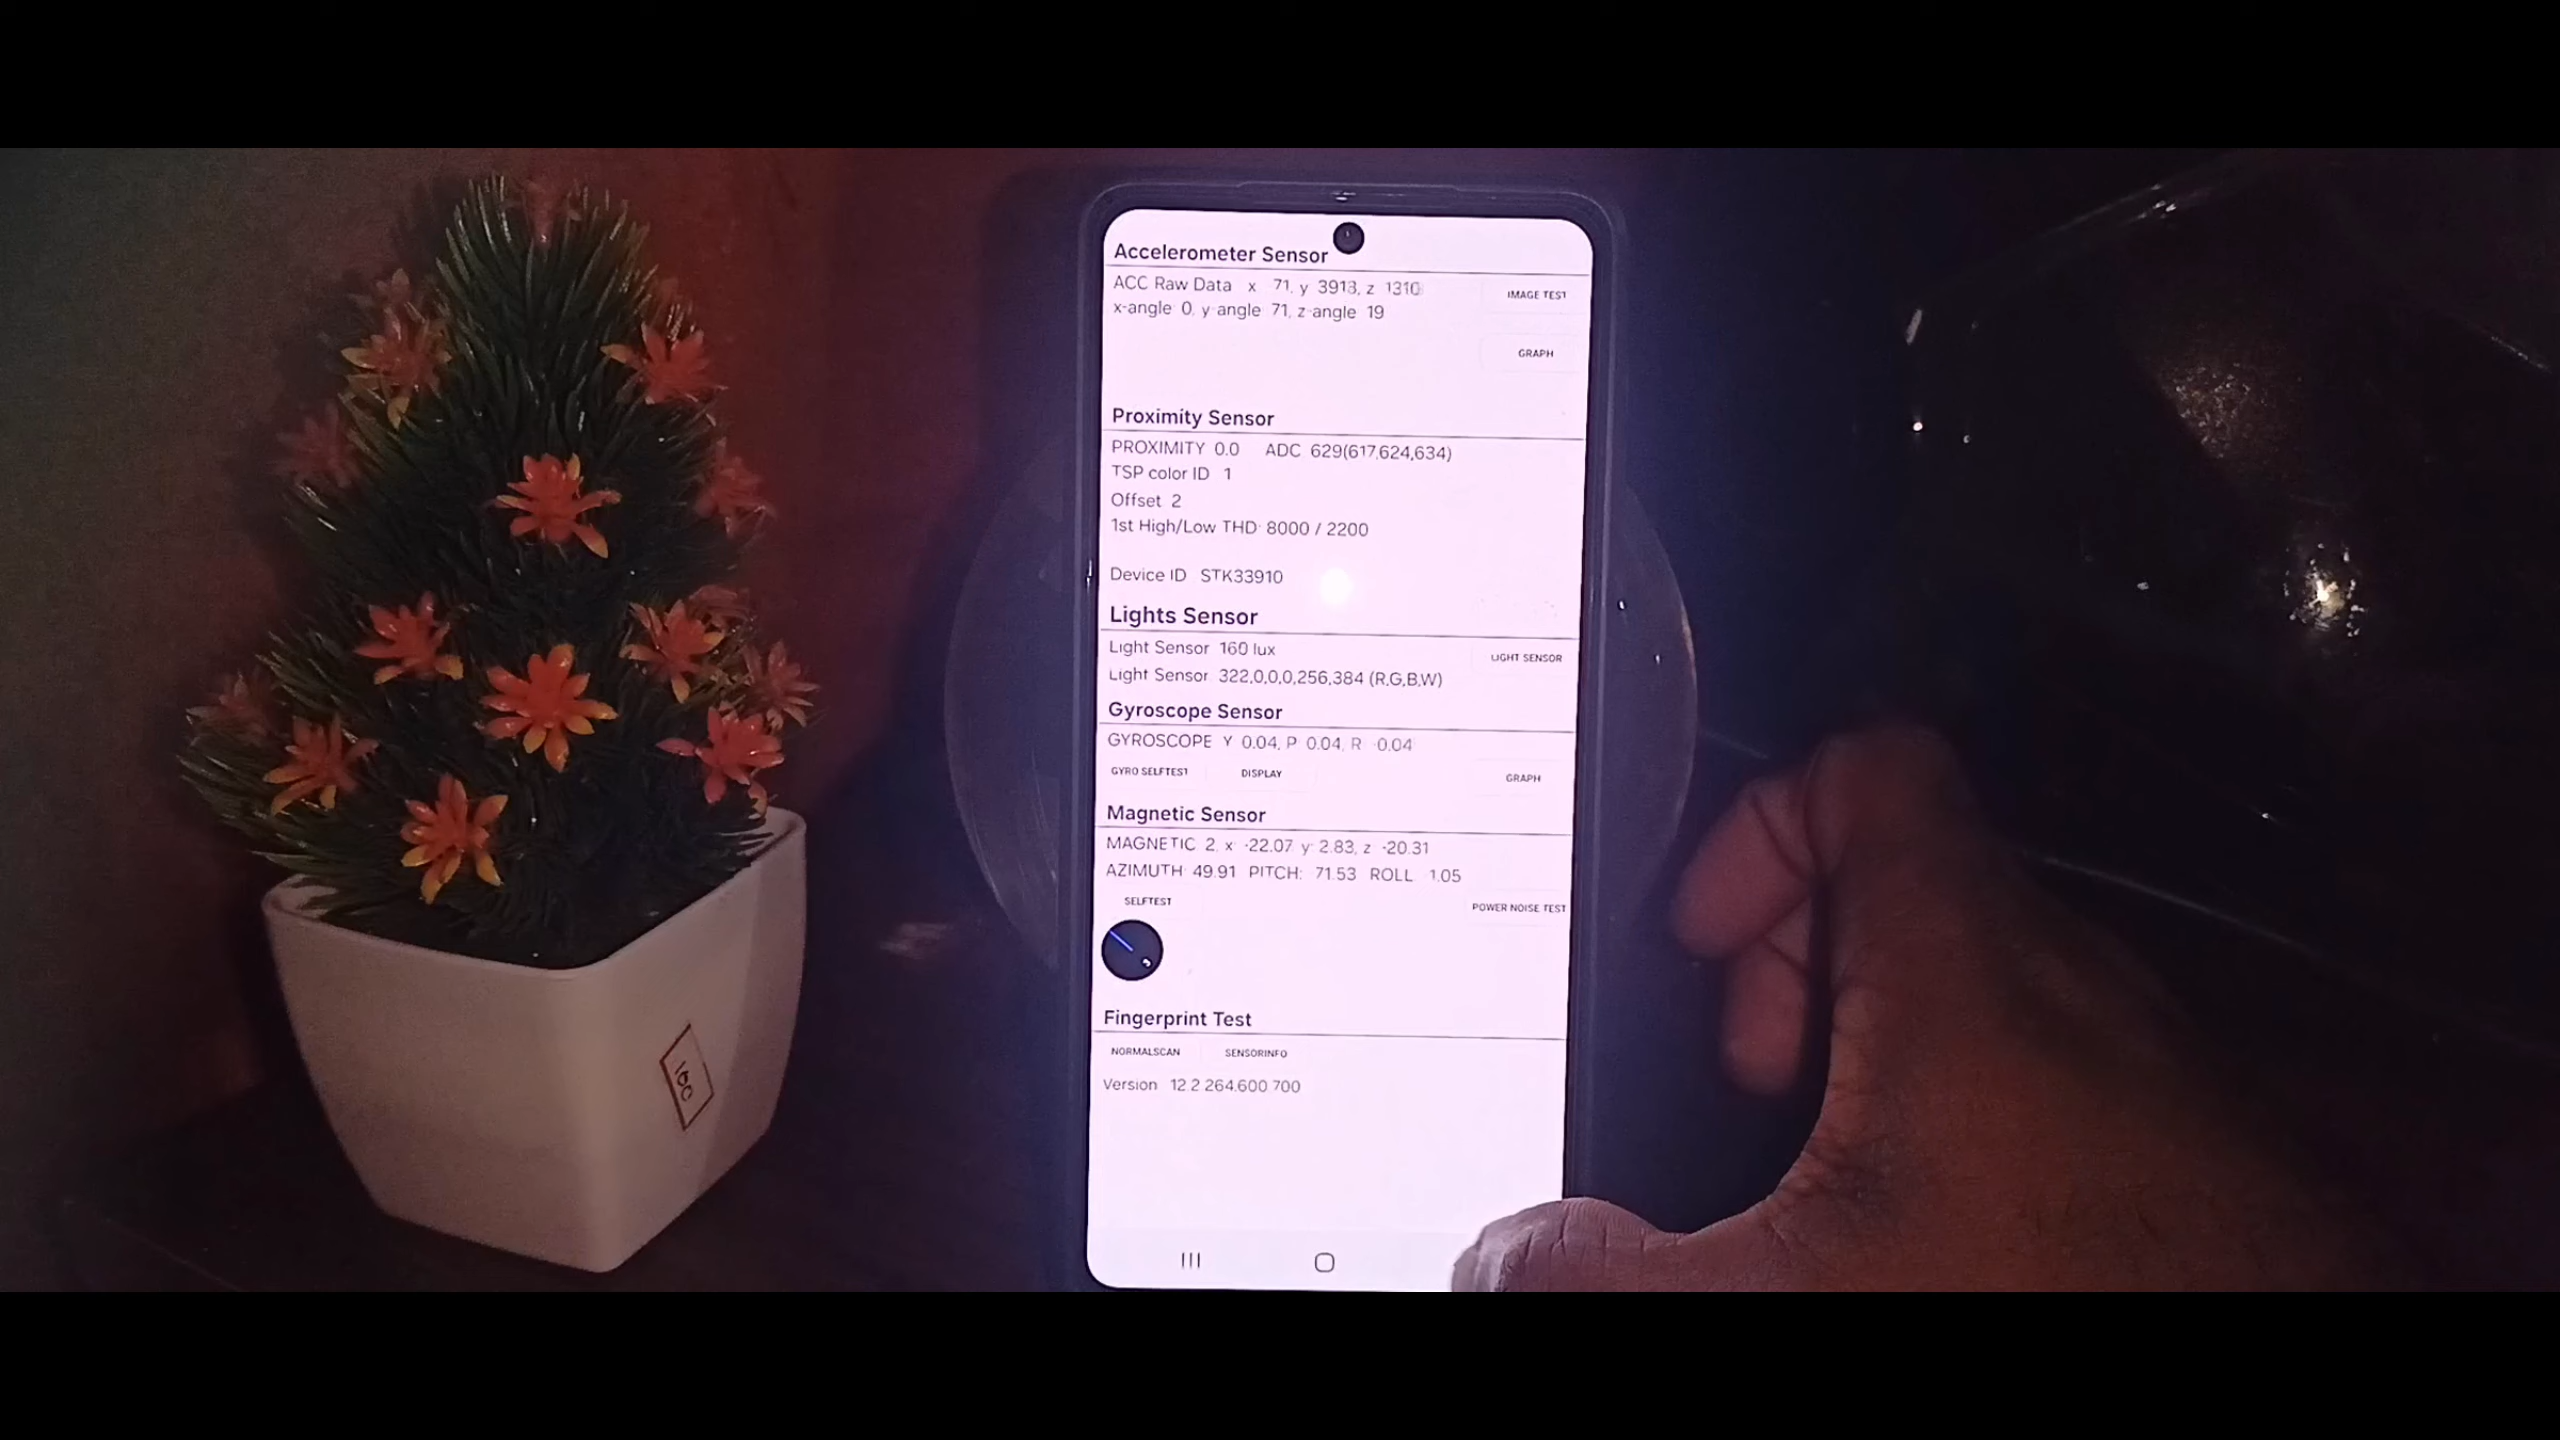 Accelerometer Sensor
ACC Raw Data x 71, y 3913, z 1310
x-angle 0, y-angle 71, z-angle 19
IMAGE TEST
GRAPH
Proximity Sensor
PROXIMITY 0.0 ADC 629(617,624,634)
TSP color ID 1
Offset 2
1st High/Low THD: 8000 / 2200
Device ID STK33910
Lights Sensor
Light Sensor 160 lux
LIGHT SENSOR
Light Sensor 322,0,0,0,256,384 (R,G,B,W)
Gyroscope Sensor
GYROSCOPE Y 0.04, P 0.04, R -0.04
GYRO SELFTEST DISPLAY GRAPH
Magnetic Sensor
MAGNETIC 2, x: -22.07 y: 2.83, z -20.31
AZIMUTH: 49.91 PITCH: 71.53 ROLL 1.05
SELFTEST POWER NOISE TEST
Fingerprint Test
NORMALSCAN SENSORINFO
Version 12.2.264.600.700